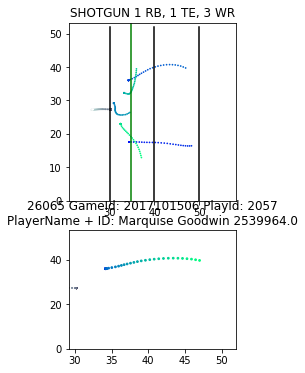 SHOTGUN 1 RB, 1 TE, 3 WR
50
40
30
20
10
0
30 40 50
26065 GameId: 2017101506 PlayId: 2057
PlayerName + ID: Marquise Goodwin 2539964.0
40
20
0
30 35 40 45 50